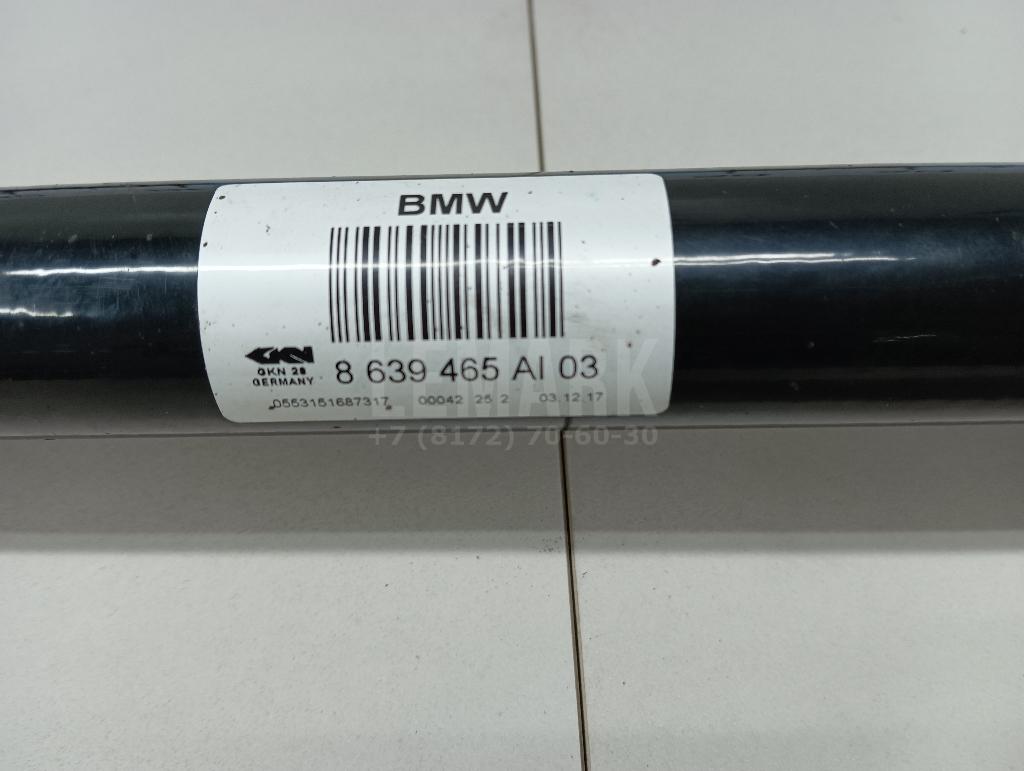 BMW
GKN
GKN 28
GERMANY
8 639 465 AI 03
0553151687317 00042 25 2 03.12.17
LEMARK
+7 (8172) 70-60-30